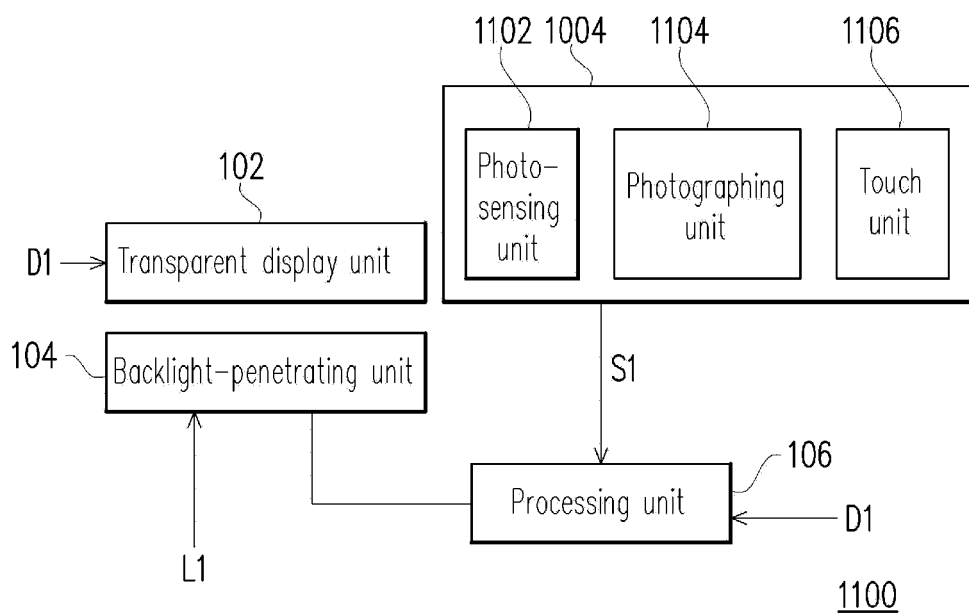 1102 1004 1104 1106
Photo-
sensing
unit
Photographing
unit
Touch
unit
102
D1
Transparent display unit
104
Backlight-penetrating unit
S1
106
Processing unit
D1
L1
1100